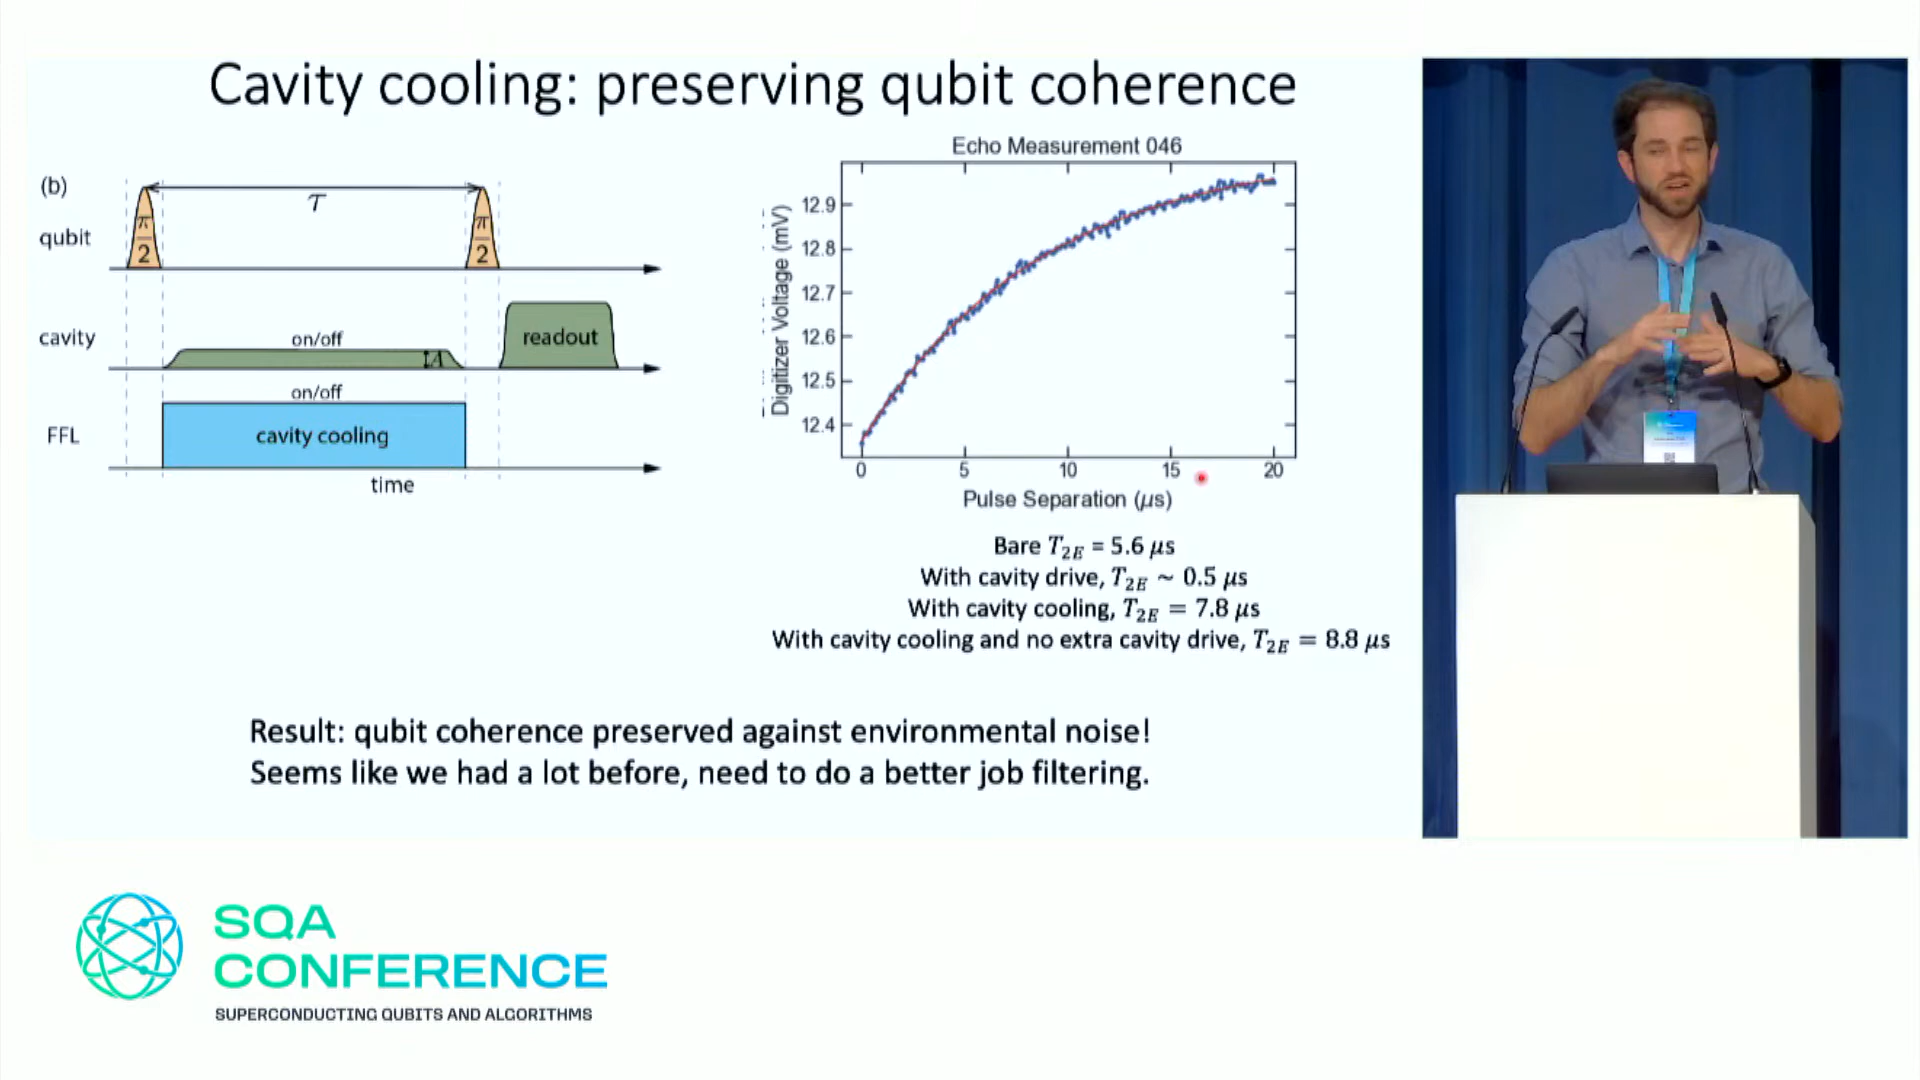 Cavity cooling: preserving qubit coherence
(b)
τ
qubit
π/2
π/2
cavity
on/off
A
readout
on/off
FFL
cavity cooling
time
Echo Measurement 046
Digitizer Voltage (mV)
12.9
12.8
12.7
12.6
12.5
12.4
0 5 10 15 20
Pulse Separation (μs)
Bare T₂E = 5.6 μs
With cavity drive, T₂E ~ 0.5 μs
With cavity cooling, T₂E = 7.8 μs
With cavity cooling and no extra cavity drive, T₂E = 8.8 μs
Result: qubit coherence preserved against environmental noise!
Seems like we had a lot before, need to do a better job filtering.
SQA
CONFERENCE
SUPERCONDUCTING QUBITS AND ALGORITHMS